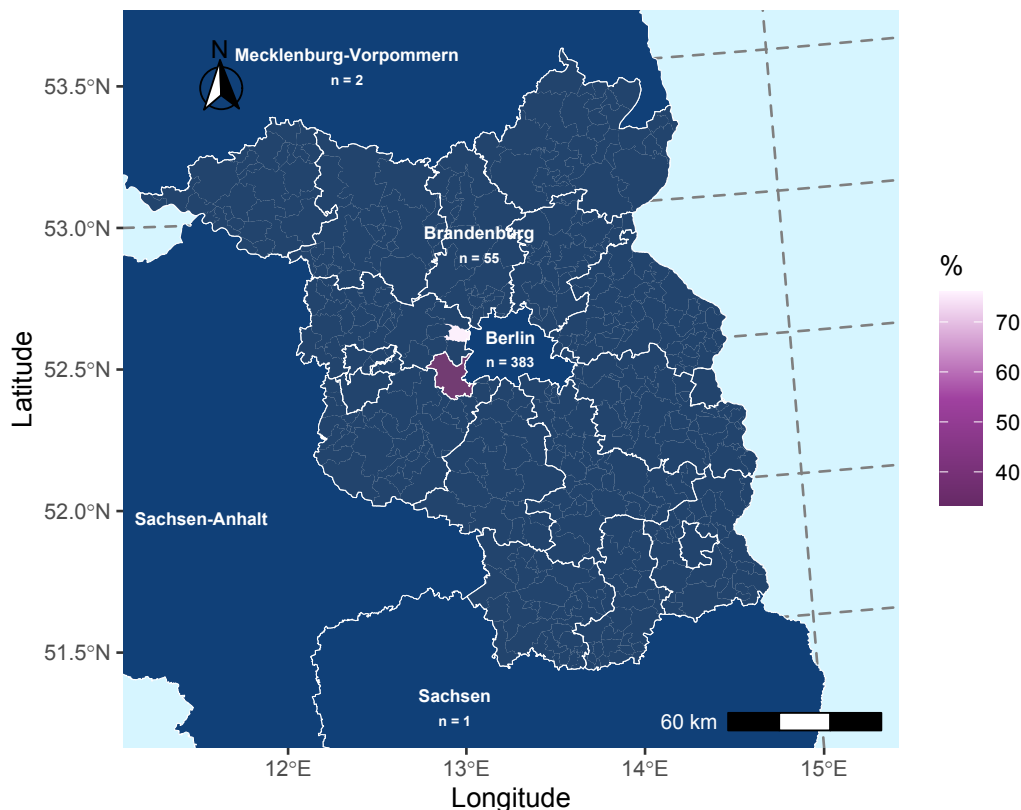 N
Mecklenburg-Vorpommern
n = 2
Brandenburg
n = 55
Berlin
n = 383
Sachsen-Anhalt
Sachsen
n = 1
60 km
53.5°N
53.0°N
52.5°N
52.0°N
51.5°N
Latitude
12°E
13°E
14°E
15°E
Longitude
%
70
60
50
40